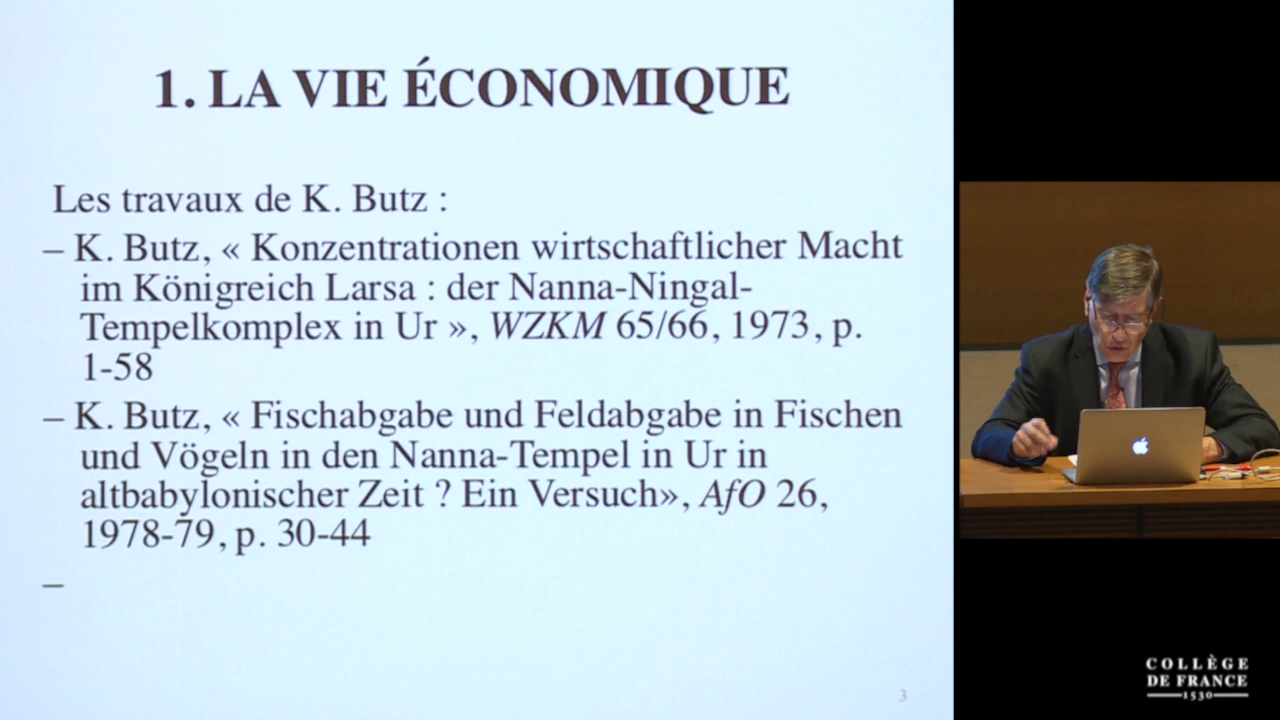 1. LA VIE ÉCONOMIQUE
Les travaux de K. Butz :
– K. Butz, « Konzentrationen wirtschaftlicher Macht
im Königreich Larsa : der Nanna-Ningal-
Tempelkomplex in Ur », WZKM 65/66, 1973, p.
1-58
– K. Butz, « Fischabgabe und Feldabgabe in Fischen
und Vögeln in den Nanna-Tempel in Ur in
altbabylonischer Zeit ? Ein Versuch», AfO 26,
1978-79, p. 30-44
–
3
COLLÈGE
DE FRANCE
1530